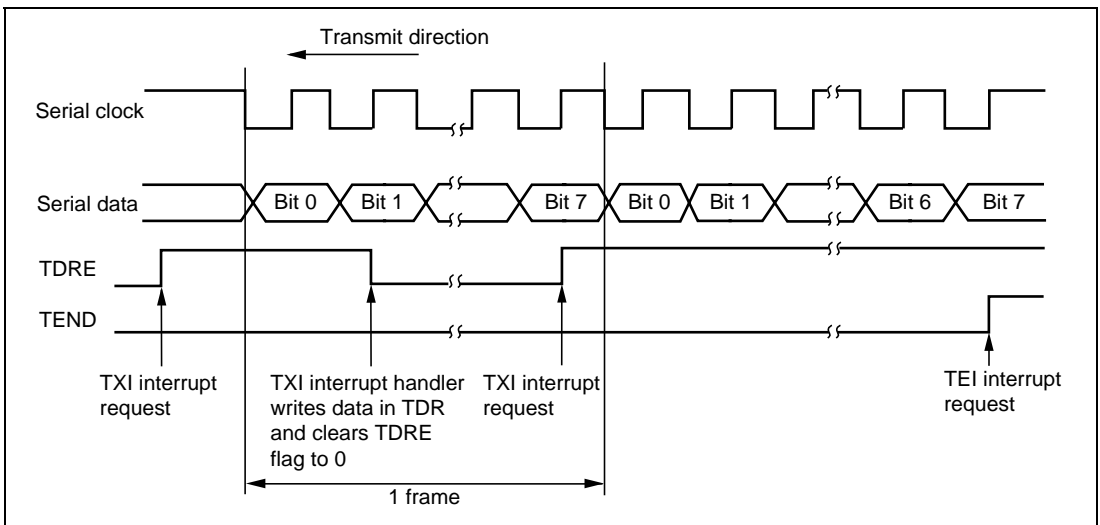 Transmit direction
Serial clock
Serial data
Bit 0
Bit 1
Bit 7
Bit 0
Bit 1
Bit 6
Bit 7
TDRE
TEND
TXI interrupt
request
TXI interrupt handler
writes data in TDR
and clears TDRE
flag to 0
TXI interrupt
request
TEI interrupt
request
1 frame